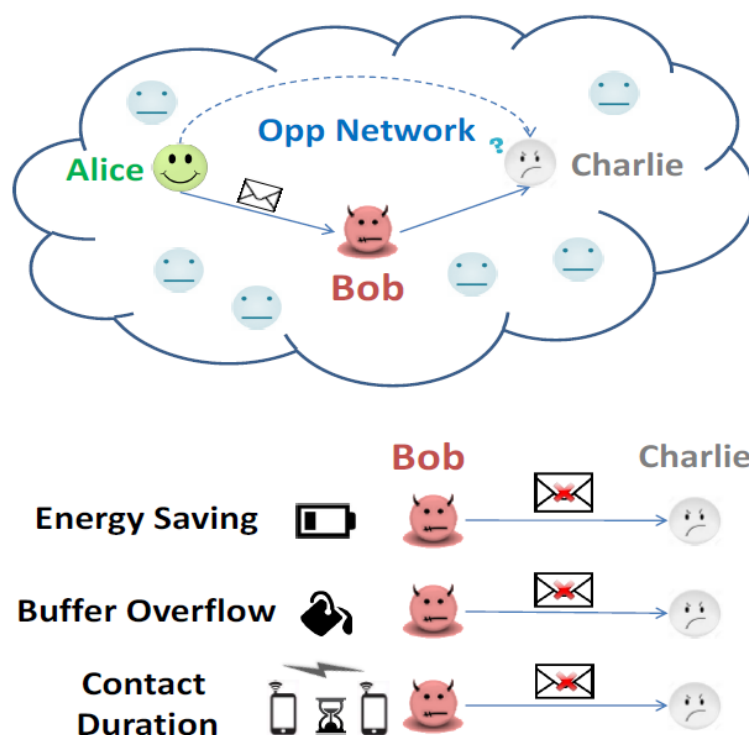 Opp Network
Alice
?
Charlie
Bob
Bob
Charlie
Energy Saving
Buffer Overflow
Contact
Duration